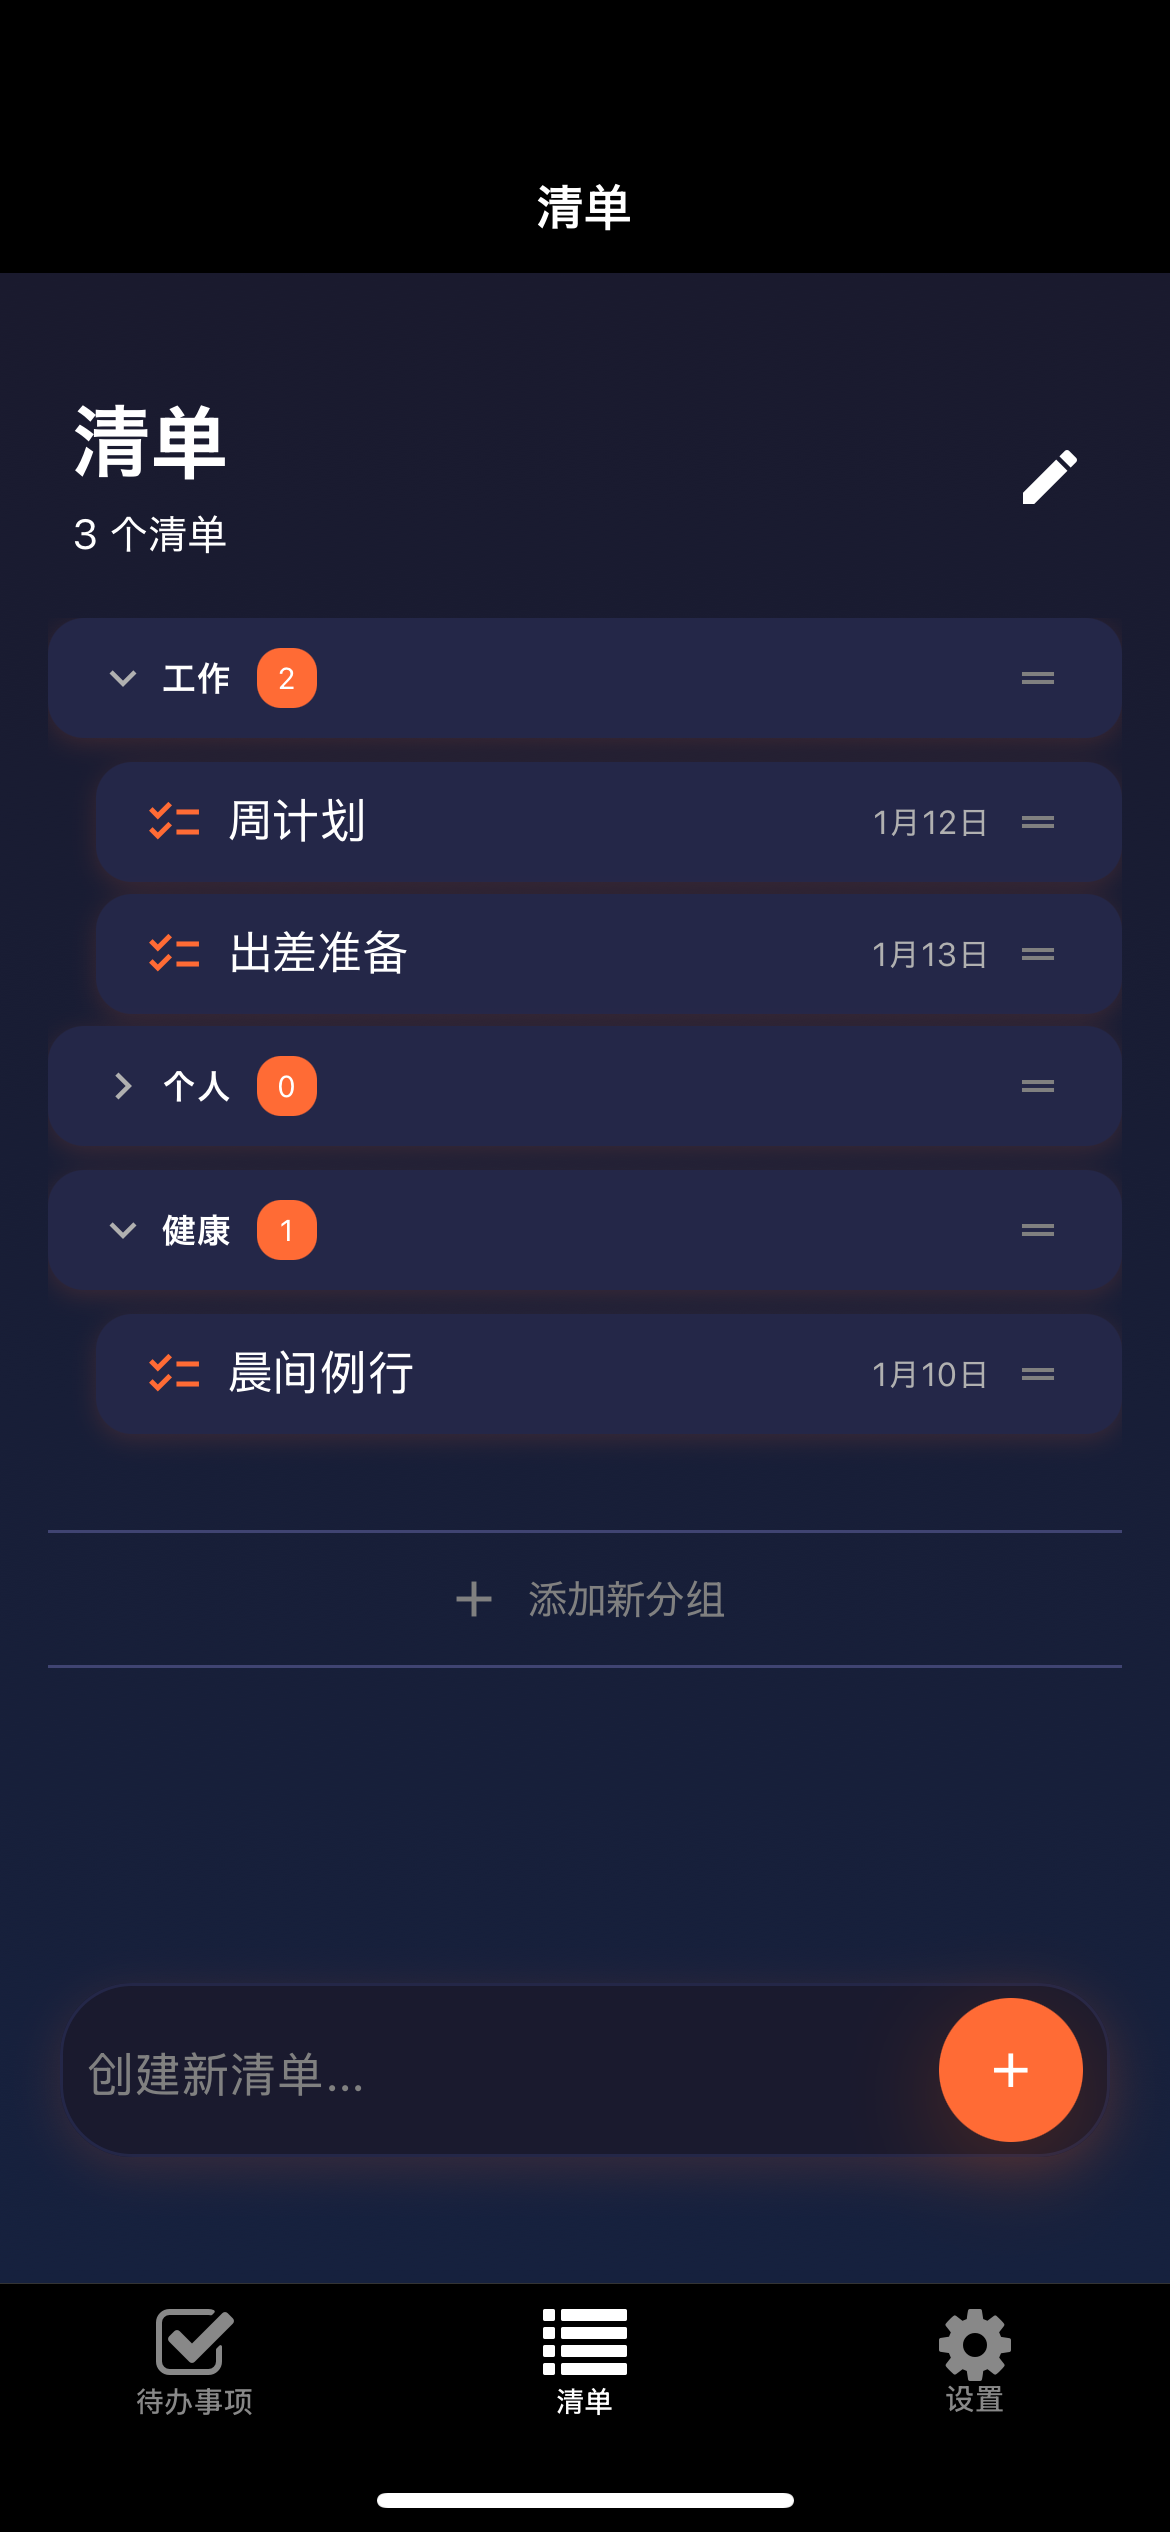 清单
清单
3 个清单
工作 2
周计划 1月12日
出差准备 1月13日
个人 0
健康 1
晨间例行 1月10日
添加新分组
创建新清单...
待办事项 清单 设置